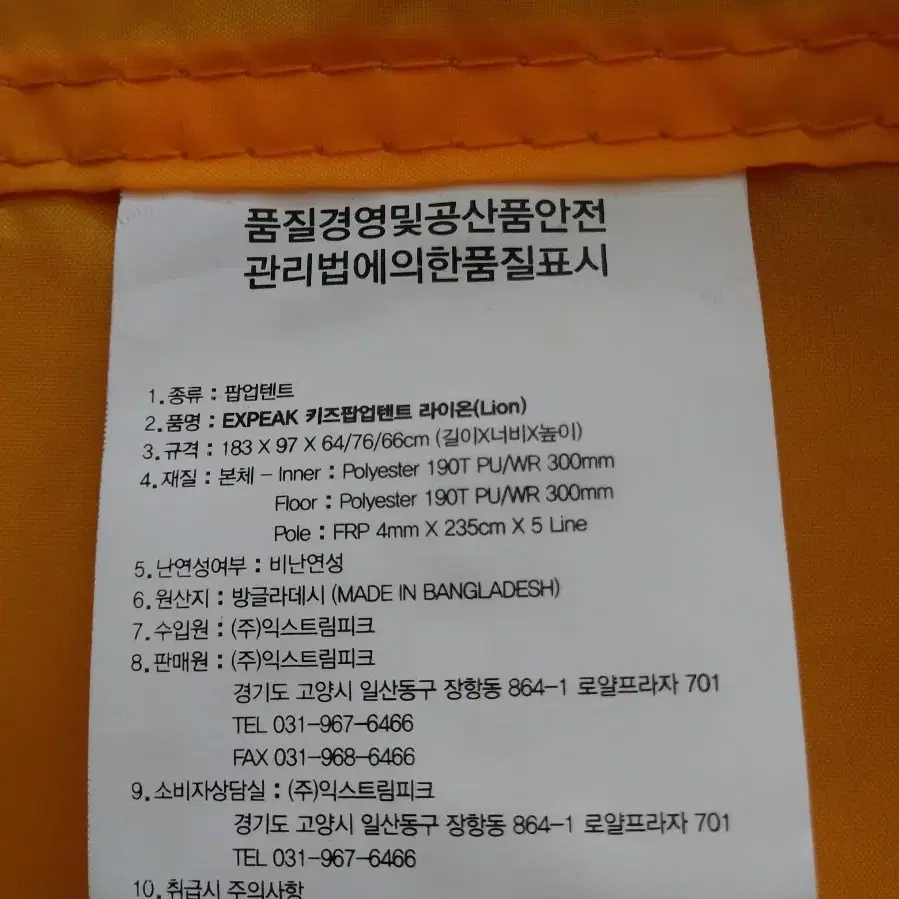 품질경영및공산품안전
관리법에의한품질표시
1. 종류 : 팝업텐트
2. 품명 : EXPEAK 키즈팝업텐트 라이온(Lion)
3. 규격 : 183 X 97 X 64/76/66cm (길이X너비X높이)
4. 재질 : 본체 - Inner : Polyester 190T PU/WR 300mm
Floor : Polyester 190T PU/WR 300mm
Pole : FRP 4mm X 235cm X 5 Line
5. 난연성여부 : 비난연성
6. 원산지 : 방글라데시 (MADE IN BANGLADESH)
7. 수입원 : (주)익스트림피크
8. 판매원 : (주)익스트림피크
경기도 고양시 일산동구 장항동 864-1 로얄프라자 701
TEL 031-967-6466
FAX 031-968-6466
9. 소비자상담실 : (주)익스트림피크
경기도 고양시 일산동구 장항동 864-1 로얄프라자 701
TEL 031-967-6466
10. 취급시 주의사항